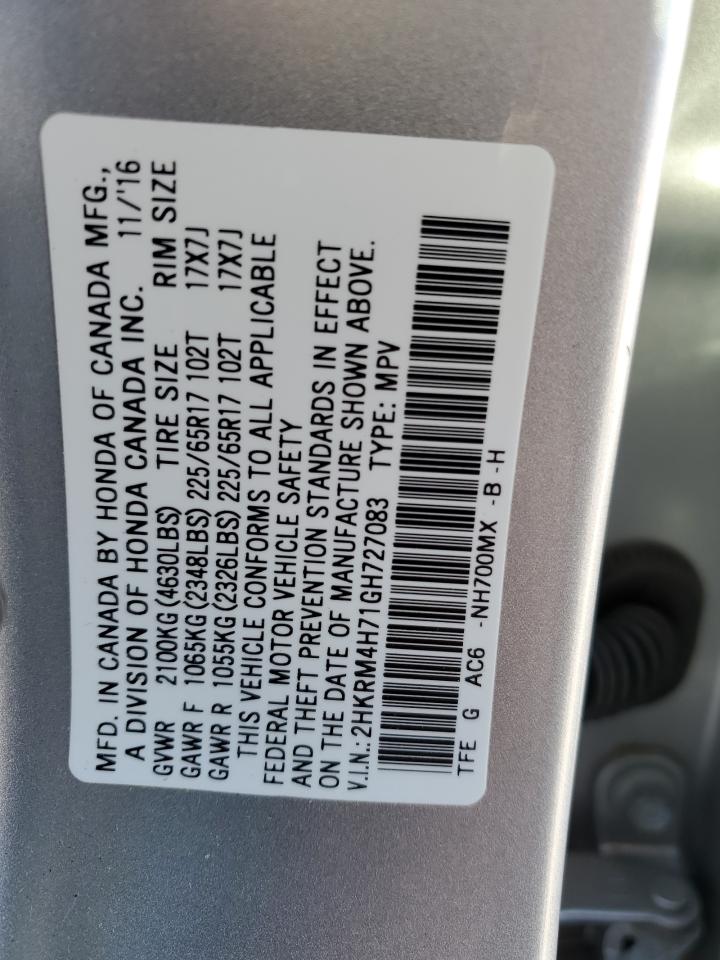 MFD. IN CANADA BY HONDA OF CANADA MFG.,
A DIVISION OF HONDA CANADA INC. 11/'16
GVWR 2100KG (4630LBS) TIRE SIZE RIM SIZE
GAWR F 1065KG (2348LBS) 225/65R17 102T 17X7J
GAWR R 1055KG (2326LBS) 225/65R17 102T 17X7J
THIS VEHICLE CONFORMS TO ALL APPLICABLE
FEDERAL MOTOR VEHICLE SAFETY
AND THEFT PREVENTION STANDARDS IN EFFECT
ON THE DATE OF MANUFACTURE SHOWN ABOVE.
V.I.N.: 2HKRM4H71GH727083 TYPE: MPV
TFE G AC6 -NH700MX -B -H